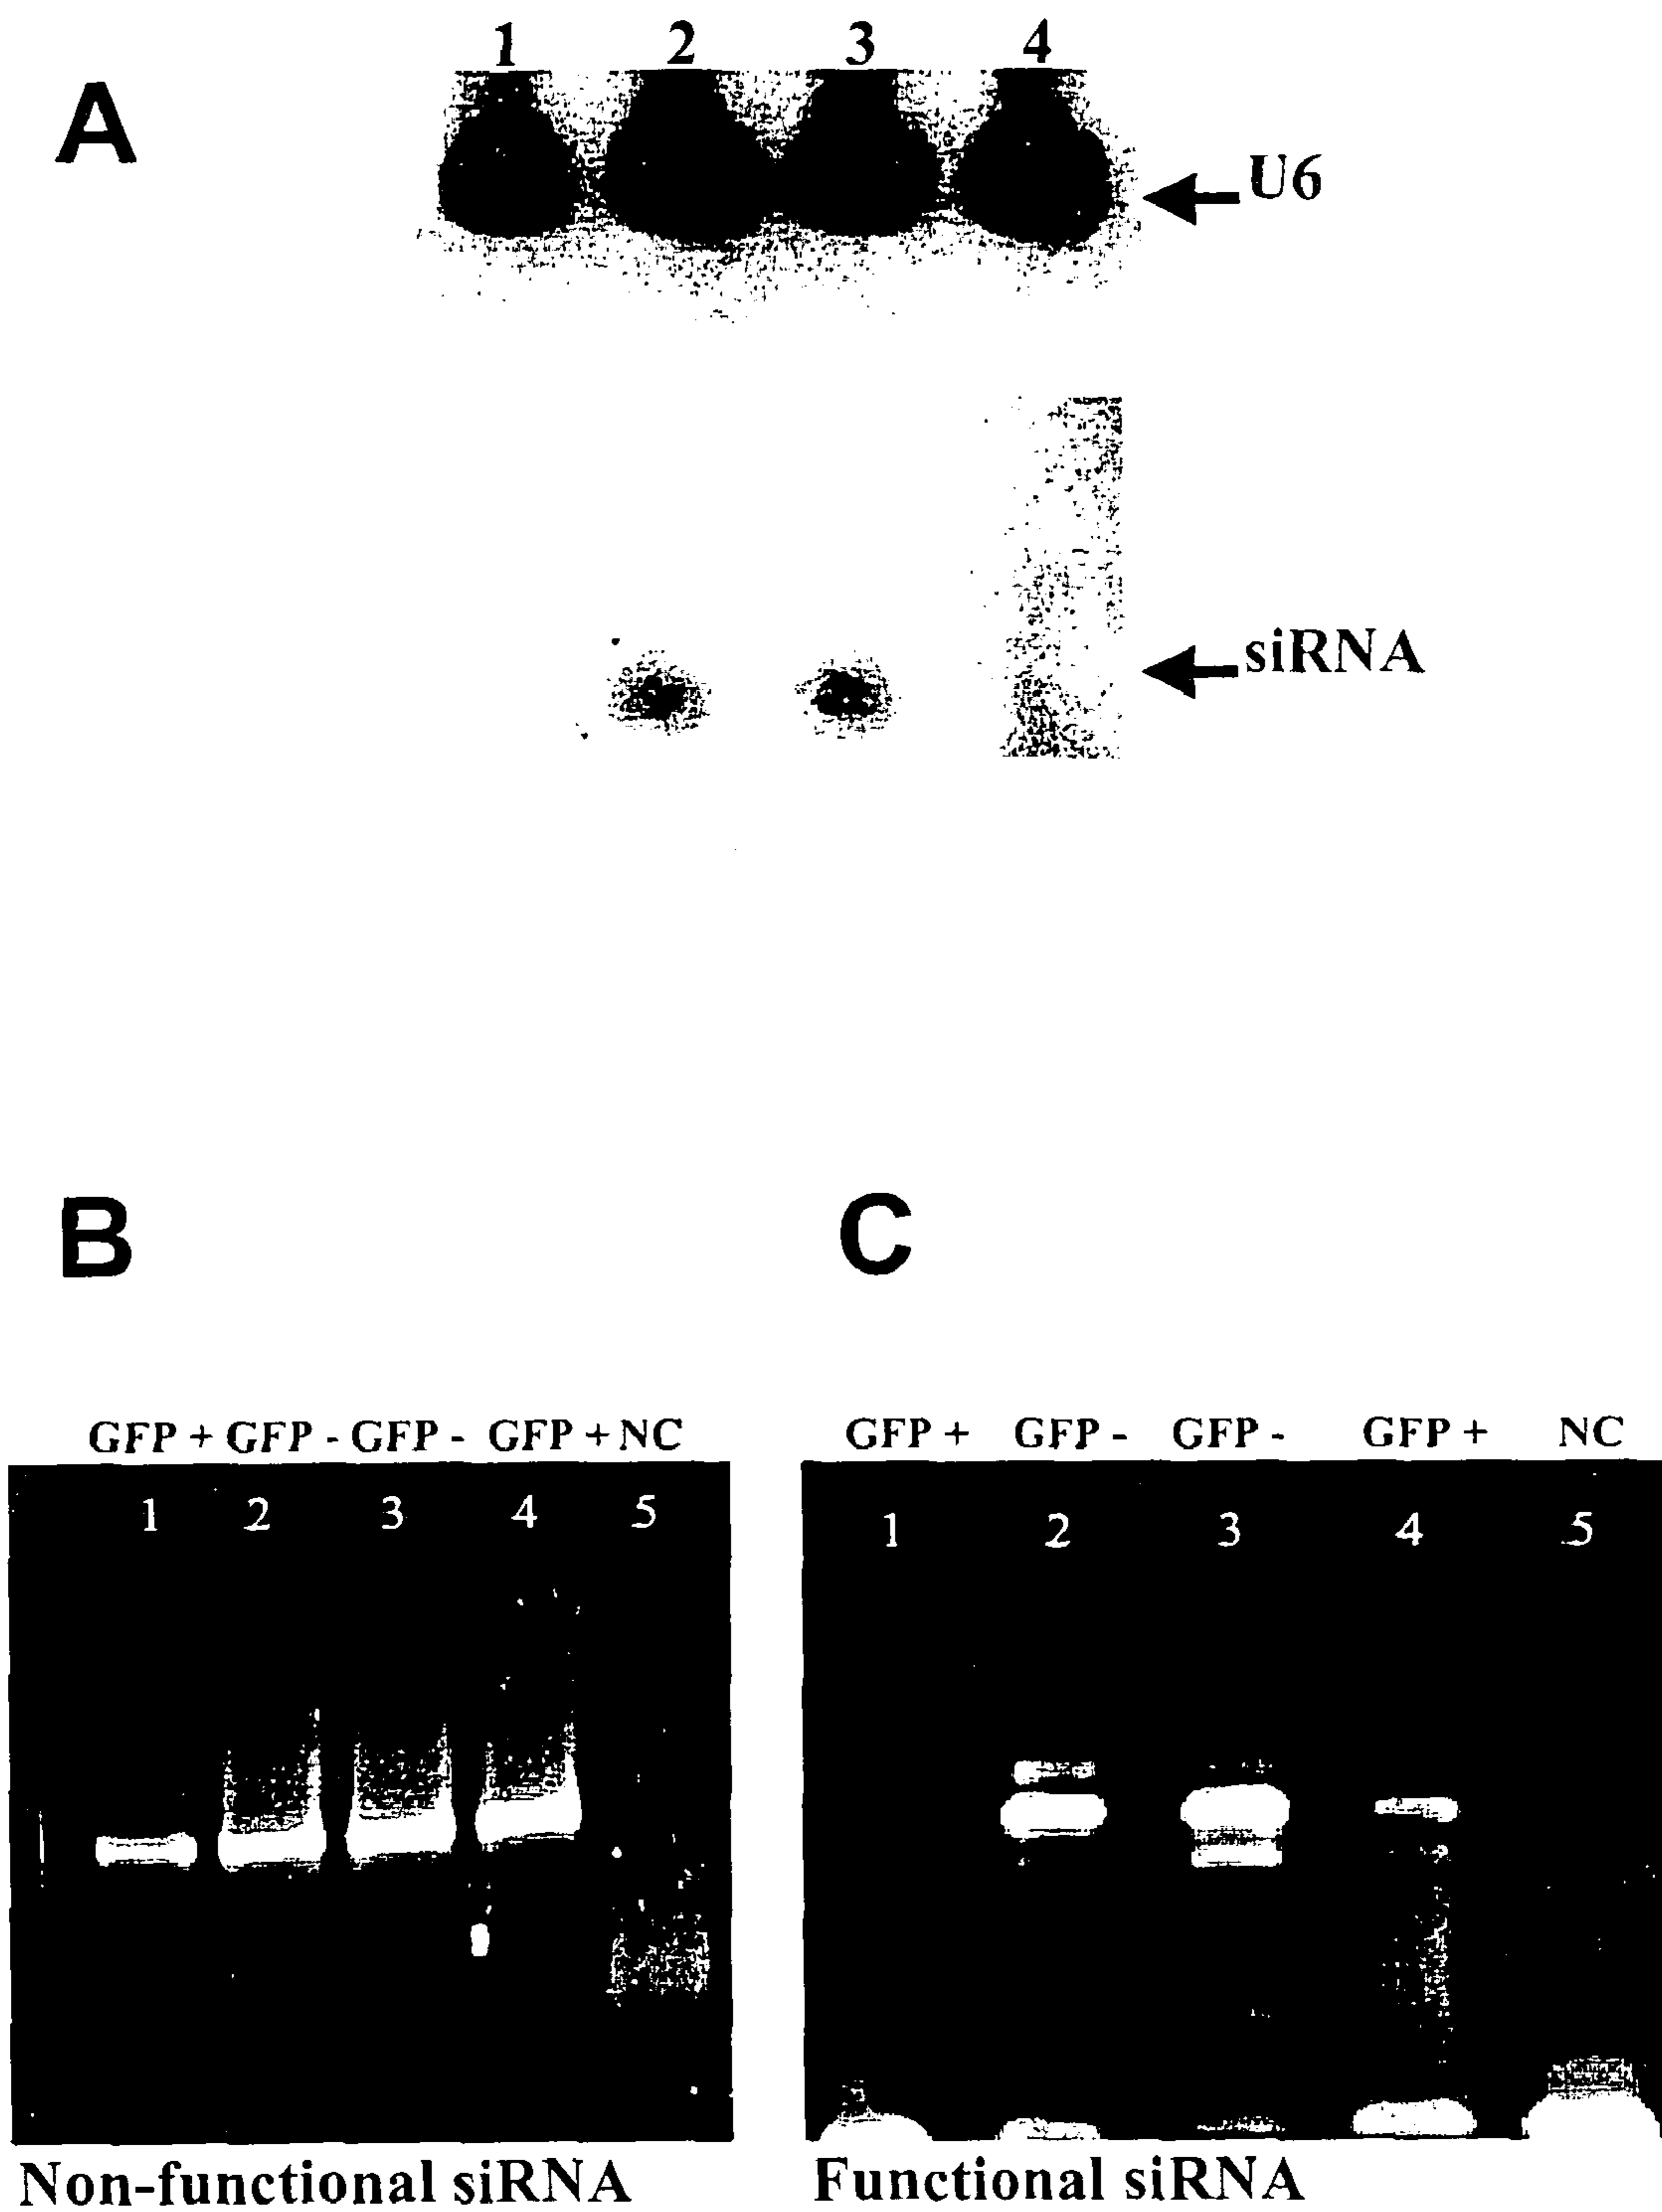 1 2 3 4
A
U6
siRNA
B
C
GFP + GFP - GFP - GFP + NC
1 2 3 4 5
Non-functional siRNA
GFP + GFP - GFP - GFP + NC
1 2 3 4 5
Functional siRNA